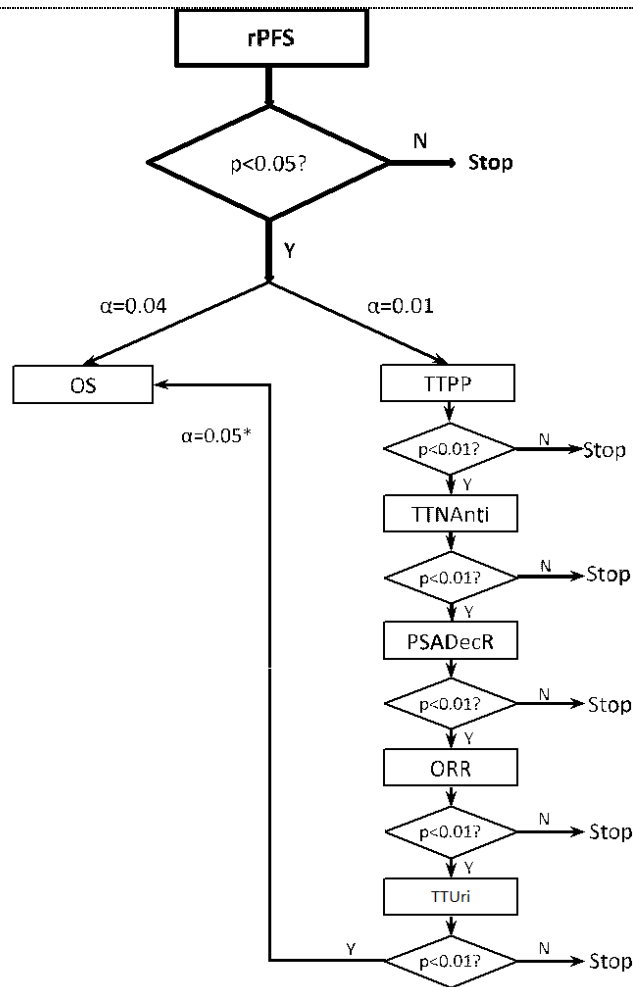 rPFS
p<0.05?
N
Stop
Y
α=0.04
α=0.01
OS
TTPP
α=0.05*
p<0.01?
N
Stop
Y
TTNAnti
p<0.01?
N
Stop
Y
PSADecR
p<0.01?
N
Stop
Y
ORR
p<0.01?
N
Stop
Y
TTUri
Y
p<0.01?
N
Stop